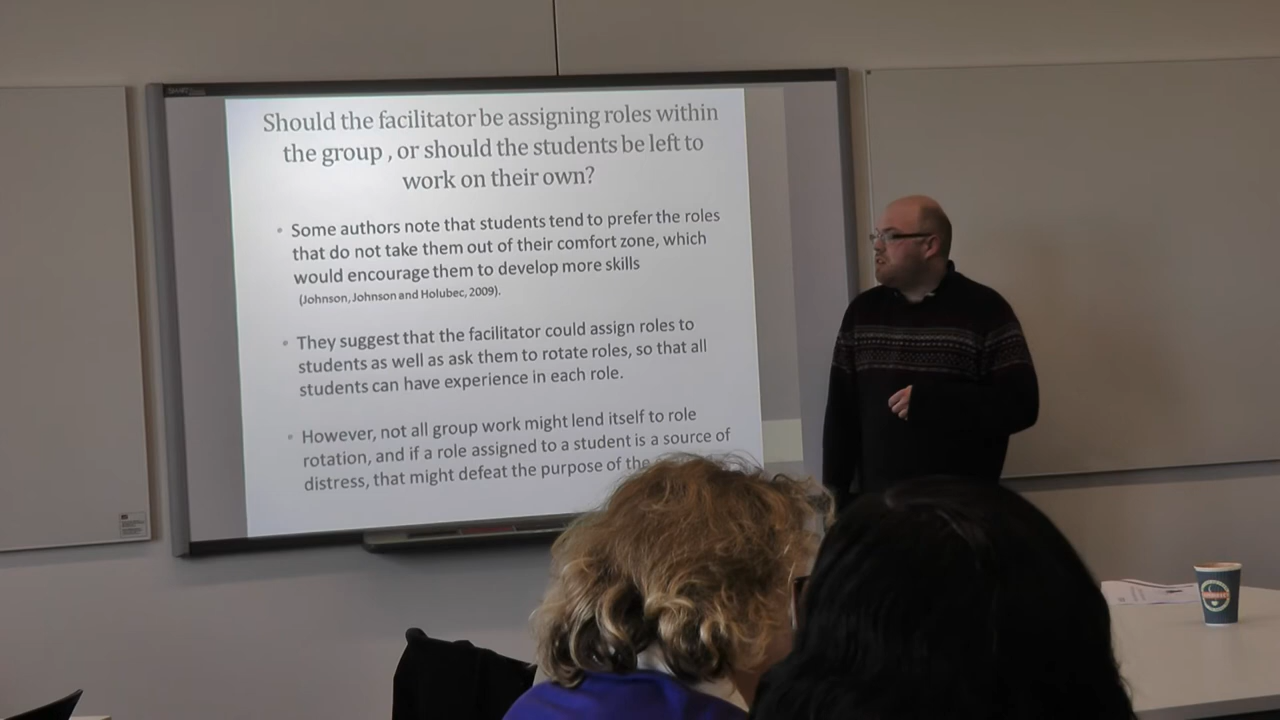 Should the facilitator be assigning roles within
the group , or should the students be left to
work on their own?
• Some authors note that students tend to prefer the roles
that do not take them out of their comfort zone, which
would encourage them to develop more skills
(Johnson, Johnson and Holubec, 2009).
• They suggest that the facilitator could assign roles to
students as well as ask them to rotate roles, so that all
students can have experience in each role.
• However, not all group work might lend itself to role
rotation, and if a role assigned to a student is a source of
distress, that might defeat the purpose of the